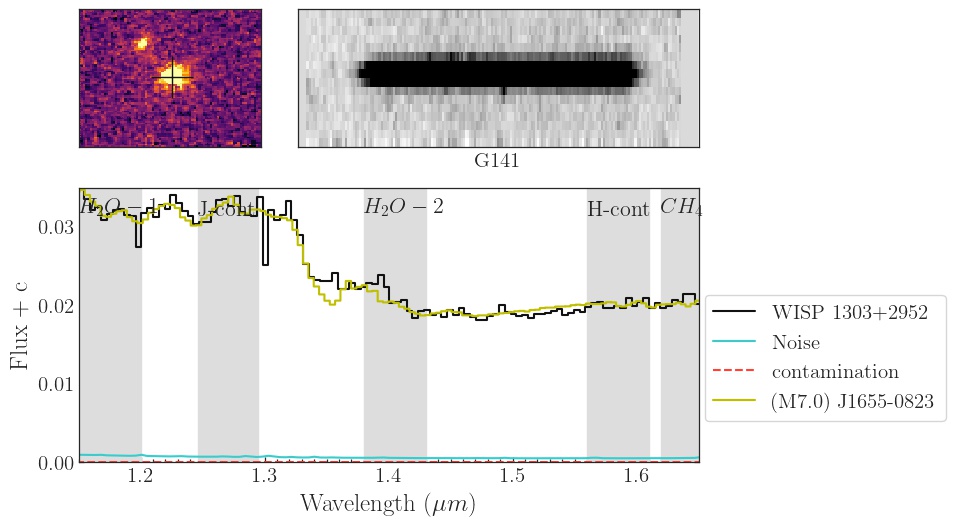 G141
H₂O − 1
J-cont
H₂O − 2
H-cont
CH₄
0.03
0.02
0.01
0.00
Flux + c
1.2
1.3
1.4
1.5
1.6
Wavelength (μm)
WISP 1303+2952
Noise
contamination
(M7.0) J1655-0823